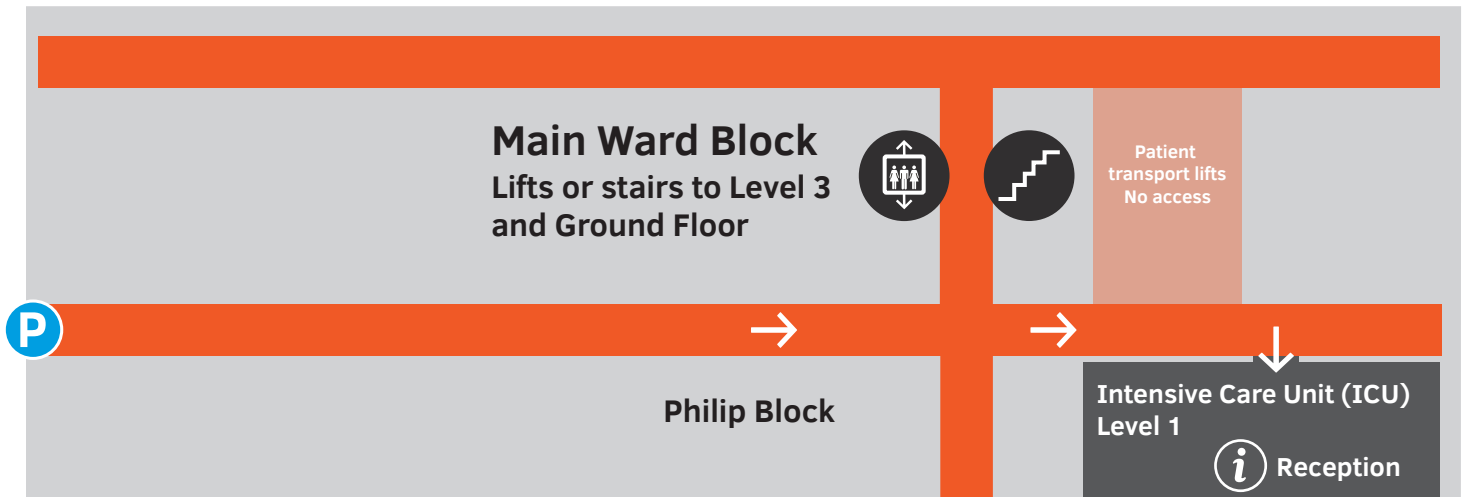 Main Ward Block
Lifts or stairs to Level 3
and Ground Floor
Patient
transport lifts
No access
P
Philip Block
Intensive Care Unit (ICU)
Level 1
i Reception